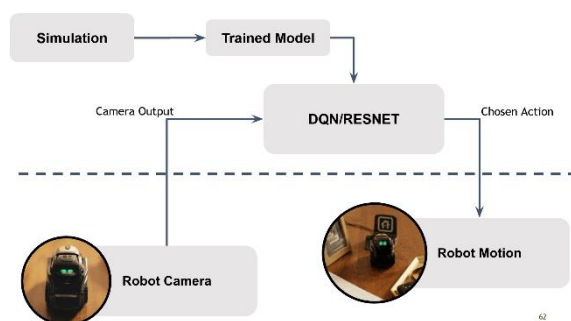 Simulation
Trained Model
Camera Output
DQN/RESNET
Chosen Action
Robot Camera
Robot Motion
62